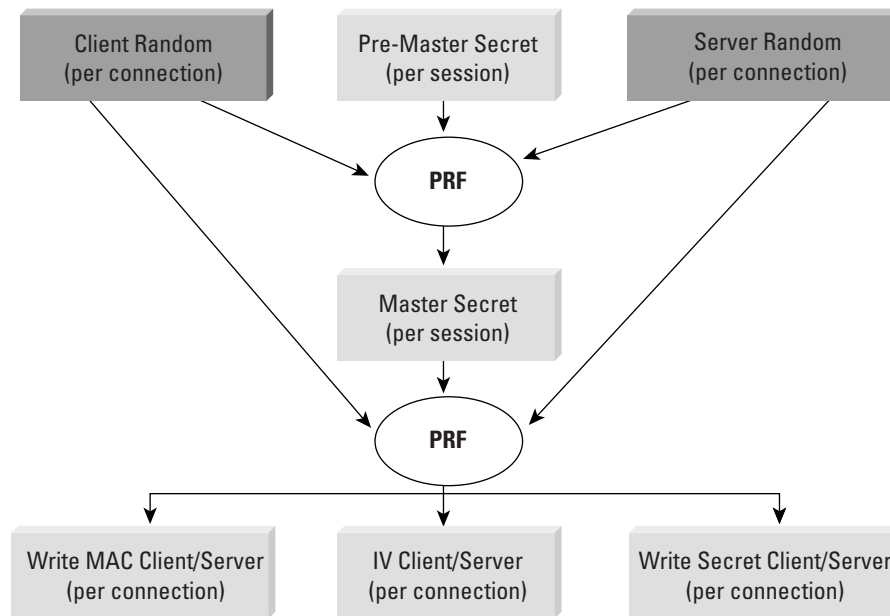 Client Random
(per connection)
Pre-Master Secret
(per session)
Server Random
(per connection)
PRF
Master Secret
(per session)
PRF
Write MAC Client/Server
(per connection)
IV Client/Server
(per connection)
Write Secret Client/Server
(per connection)